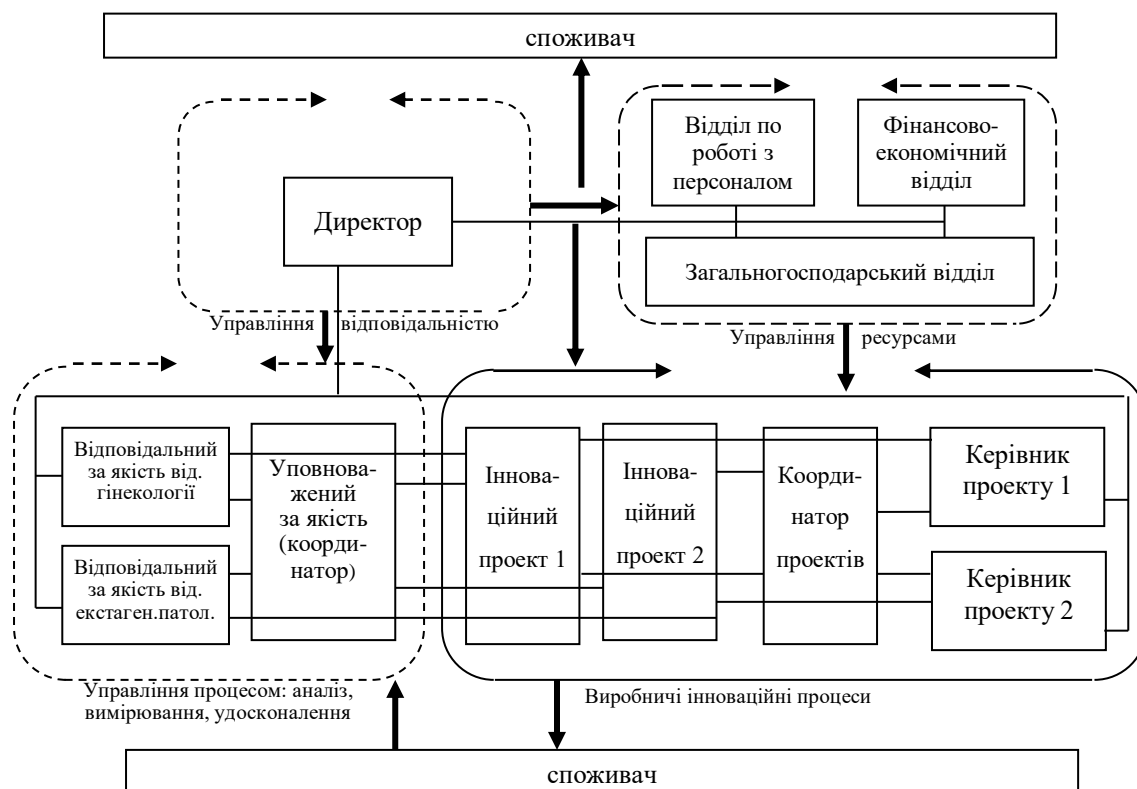 споживач
Відділ по
роботі з
персоналом
Фінансово-
економічний
відділ
Директор
Загальногосподарський відділ
Управління відповідальністю
Управління ресурсами
Відповідальний
за якість від.
гінекології
Відповідальний
за якість від.
екстаген.патол.
Уповнова-
жений
за якість
(коорди-
натор)
Іннова-
ційний
проект 1
Іннова-
ційний
проект 2
Коорди-
натор
проектів
Керівник
проекту 1
Керівник
проекту 2
Управління процесом: аналіз,
вимірювання, удосконалення
Виробничі інноваційні процеси
споживач